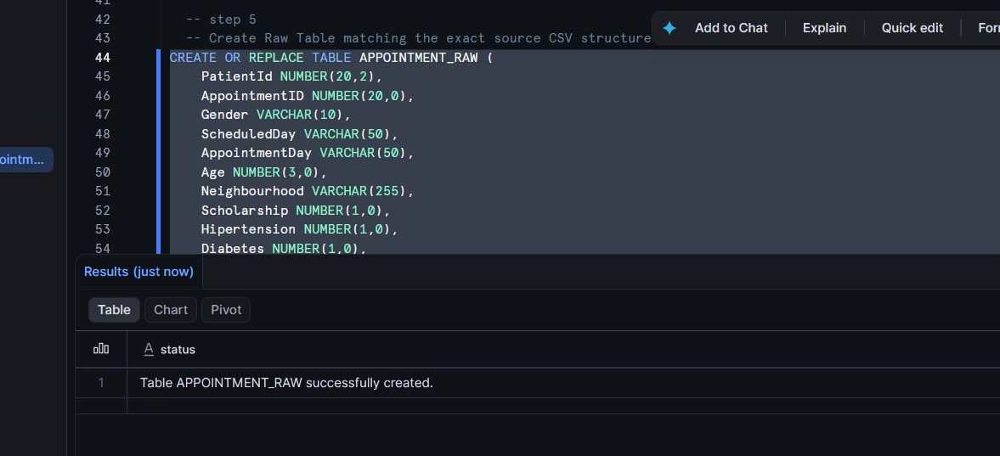 42 -- step 5
43 -- Create Raw Table matching the exact source CSV structure
Add to Chat Explain Quick edit
44 CREATE OR REPLACE TABLE APPOINTMENT_RAW (
45 PatientId NUMBER(20,2),
46 AppointmentID NUMBER(20,0),
47 Gender VARCHAR(10),
48 ScheduledDay VARCHAR(50),
49 AppointmentDay VARCHAR(50),
ointm...
50 Age NUMBER(3,0),
51 Neighbourhood VARCHAR(255),
52 Scholarship NUMBER(1,0),
53 Hipertension NUMBER(1,0),
54 Diabetes NUMBER(1,0),
Results (just now)
Table Chart Pivot
A status
1 Table APPOINTMENT_RAW successfully created.